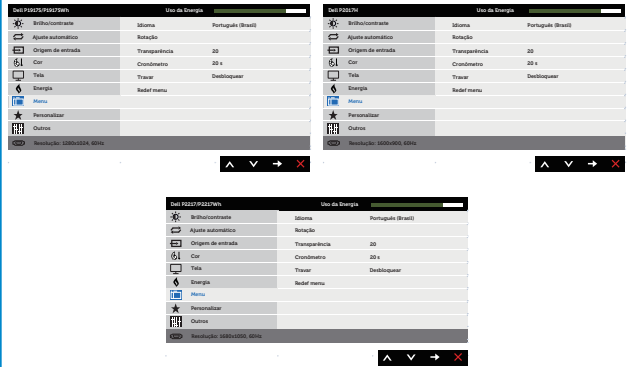 Dell P1917S/P1917SWh Uso da Energia
Brilho/contraste Idioma Português (Brasil)
Ajuste automático Rotação
Origem de entrada Transparência 20
Cor Cronômetro 20 s
Tela Travar Desbloquear
Energia Redef menu
Menu
Personalizar
Outros
Resolução: 1280x1024, 60Hz
Dell P2017H Uso da Energia
Brilho/contraste Idioma Português (Brasil)
Ajuste automático Rotação
Origem de entrada Transparência 20
Cor Cronômetro 20 s
Tela Travar Desbloquear
Energia Redef menu
Menu
Personalizar
Outros
Resolução: 1600x900, 60Hz
Dell P2217/P2217Wh Uso da Energia
Brilho/contraste Idioma Português (Brasil)
Ajuste automático Rotação
Origem de entrada Transparência 20
Cor Cronômetro 20 s
Tela Travar Desbloquear
Energia Redef menu
Menu
Personalizar
Outros
Resolução: 1680x1050, 60Hz